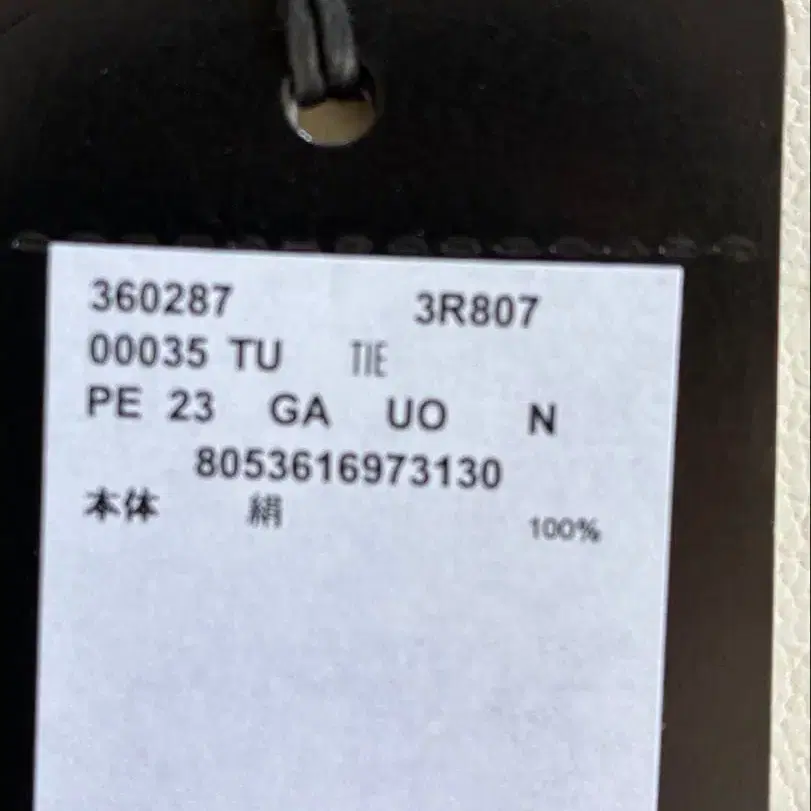 360287 3R807
00035 TU TIE
PE 23 GA UO N
8053616973130
本体 絹 100%